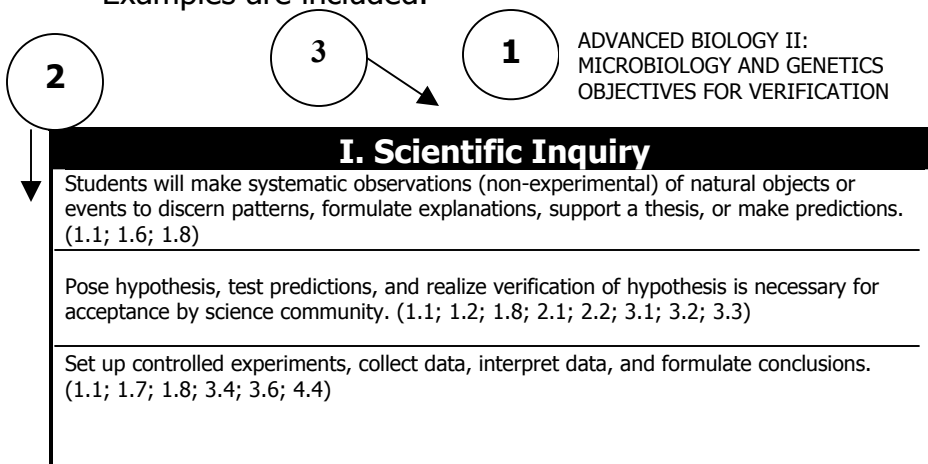 Examples are included.
2
3
1
ADVANCED BIOLOGY II:
MICROBIOLOGY AND GENETICS
OBJECTIVES FOR VERIFICATION
I. Scientific Inquiry
Students will make systematic observations (non-experimental) of natural objects or
events to discern patterns, formulate explanations, support a thesis, or make predictions.
(1.1; 1.6; 1.8)
Pose hypothesis, test predictions, and realize verification of hypothesis is necessary for
acceptance by science community. (1.1; 1.2; 1.8; 2.1; 2.2; 3.1; 3.2; 3.3)
Set up controlled experiments, collect data, interpret data, and formulate conclusions.
(1.1; 1.7; 1.8; 3.4; 3.6; 4.4)